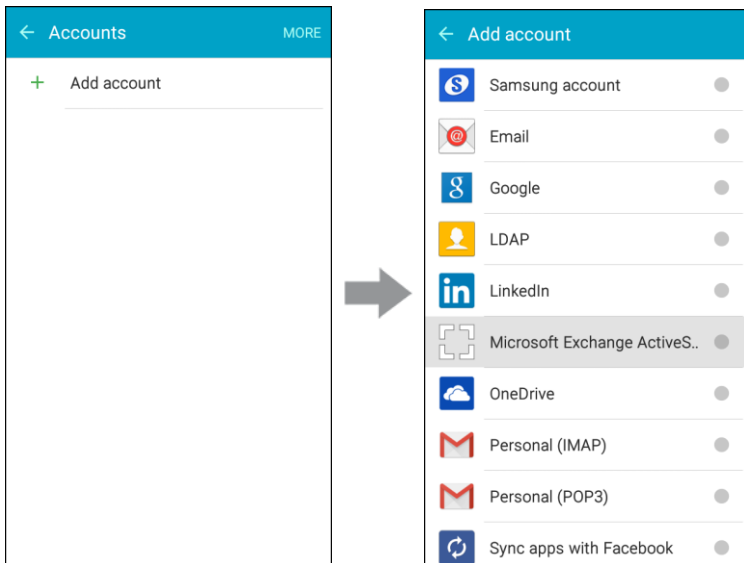 Accounts
MORE
+ Add account
Add account
Samsung account
Email
Google
LDAP
LinkedIn
Microsoft Exchange ActiveS..
OneDrive
Personal (IMAP)
Personal (POP3)
Sync apps with Facebook